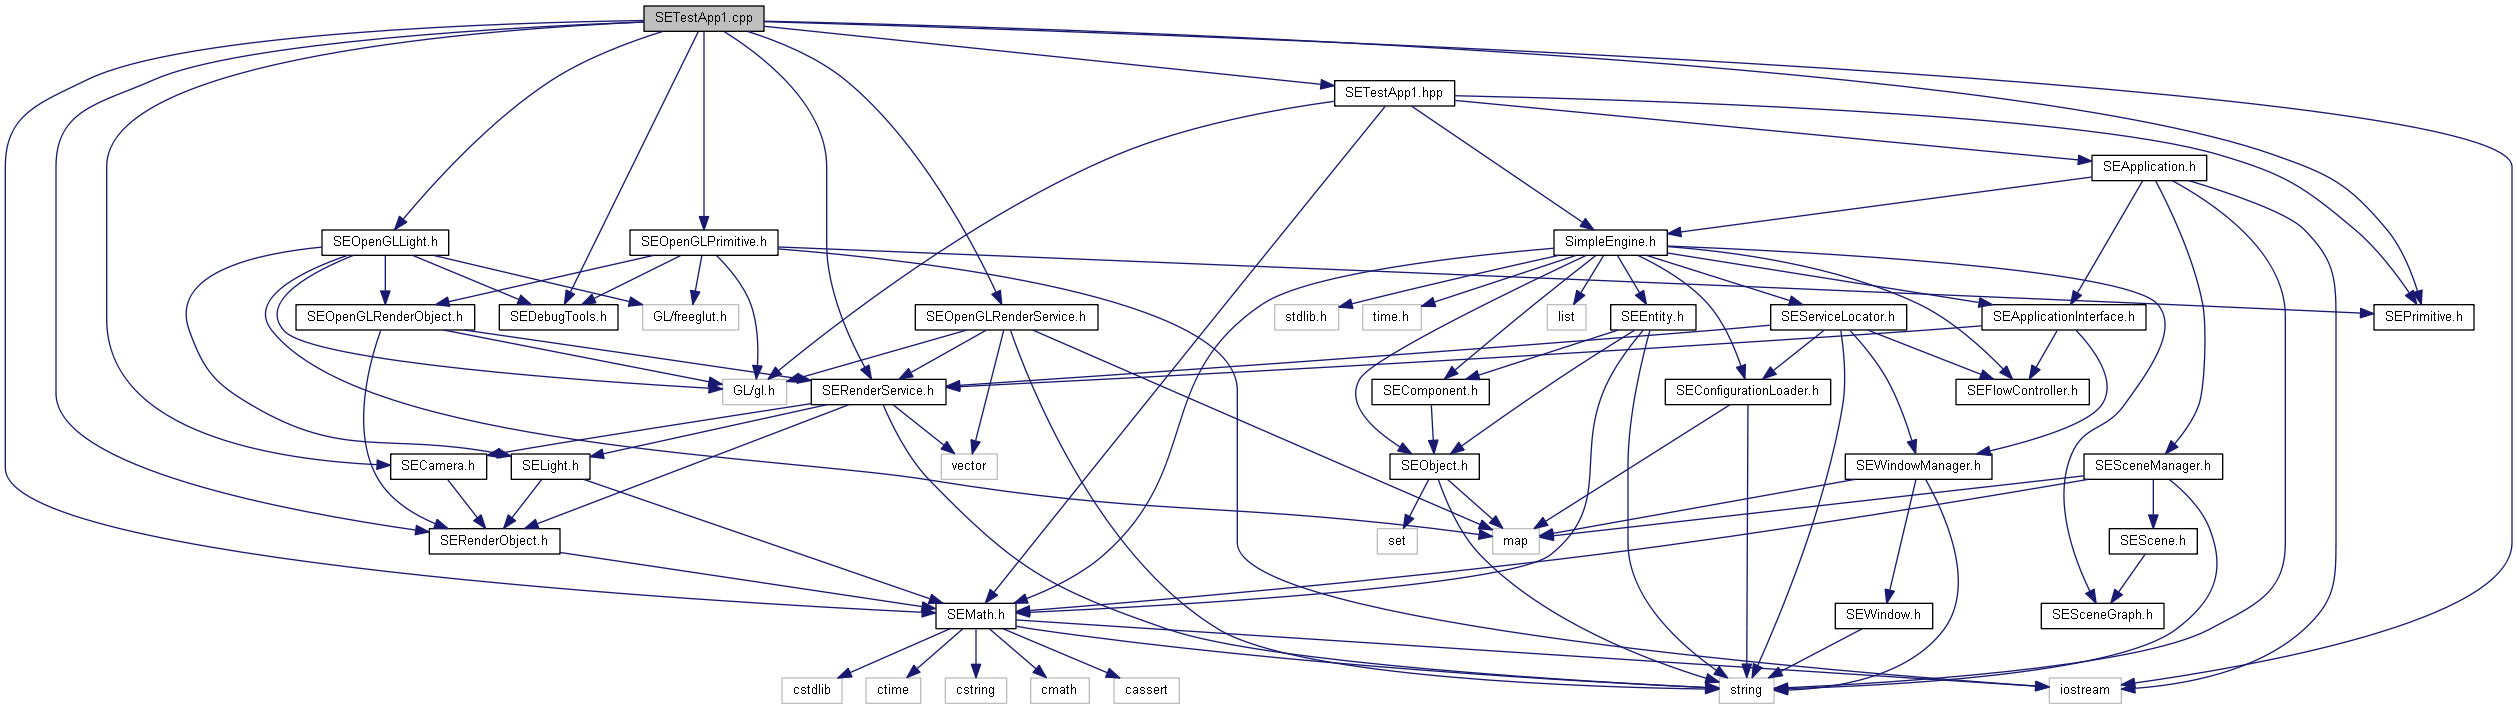 SETestApp1.cpp
SETestApp1.hpp
SEApplication.h
SEOpenGLLight.h
SEOpenGLPrimitive.h
SimpleEngine.h
SEOpenGLRenderObject.h
SEDebugTools.h
GL/freeglut.h
SEOpenGLRenderService.h
stdlib.h
time.h
list
SEEntity.h
SEServiceLocator.h
SEApplicationInterface.h
SEPrimitive.h
GL/gl.h
SERenderService.h
SEComponent.h
SEConfigurationLoader.h
SEFlowController.h
SECamera.h
SELight.h
vector
SEObject.h
SEWindowManager.h
SESceneManager.h
SERenderObject.h
set
map
SEScene.h
SEMath.h
SEWindow.h
SESceneGraph.h
cstdlib
ctime
cstring
cmath
cassert
string
iostream